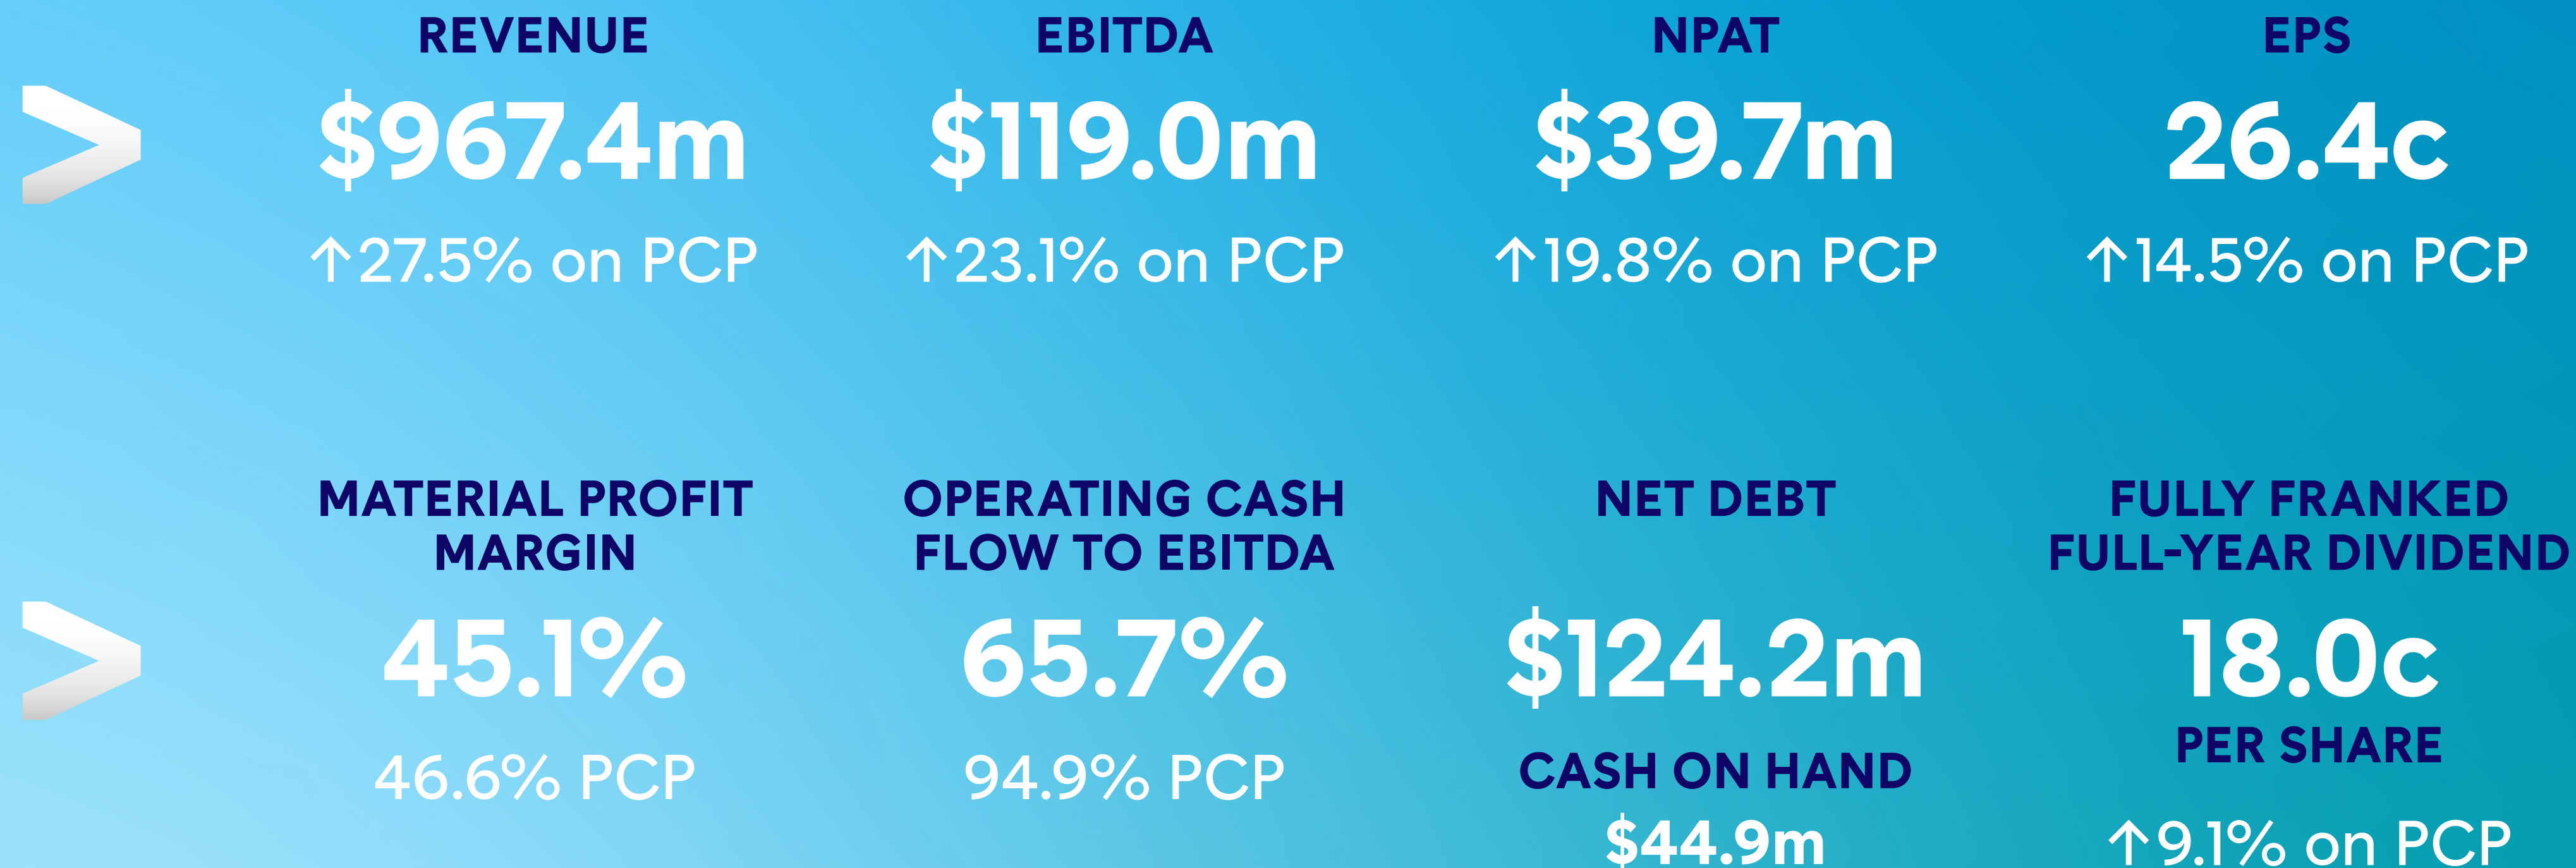 REVENUE
$967.4m
↑27.5% on PCP
EBITDA
$119.0m
↑23.1% on PCP
NPAT
$39.7m
↑19.8% on PCP
EPS
26.4c
↑14.5% on PCP
MATERIAL PROFIT
MARGIN
45.1%
46.6% PCP
OPERATING CASH
FLOW TO EBITDA
65.7%
94.9% PCP
NET DEBT
$124.2m
CASH ON HAND
$44.9m
FULLY FRANKED
FULL-YEAR DIVIDEND
18.0c
PER SHARE
↑9.1% on PCP